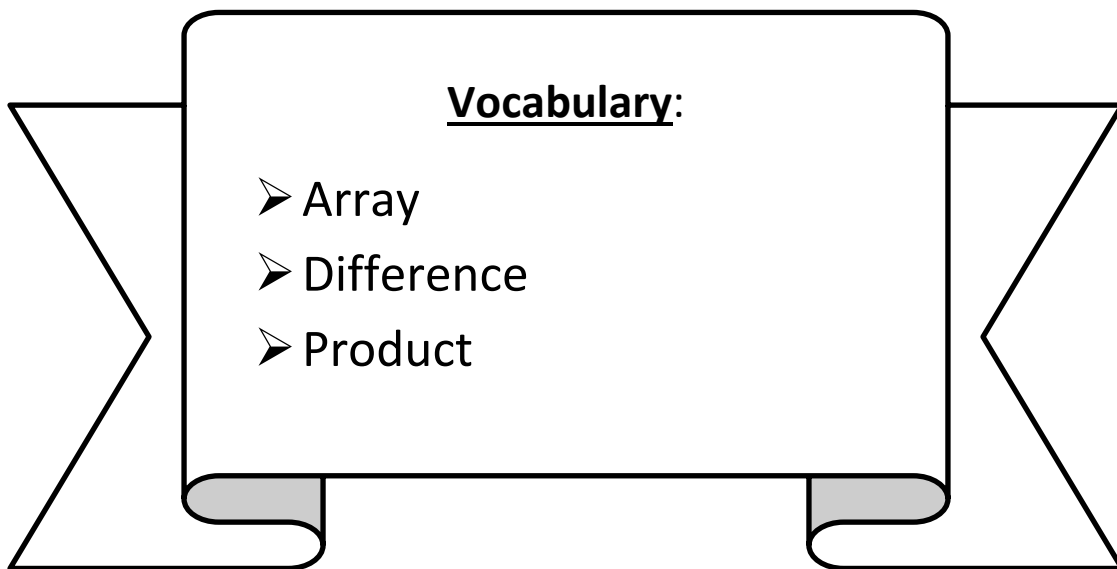 Vocabulary:
➢ Array
➢ Difference
➢ Product